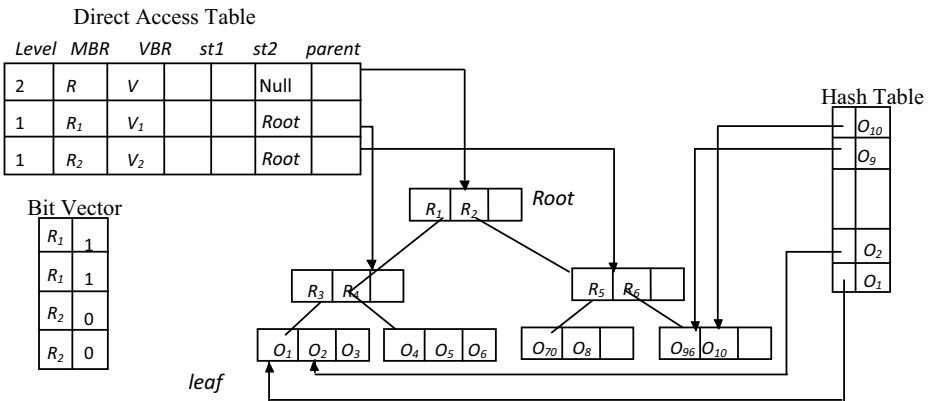 Direct Access Table
Level MBR VBR st1 st2 parent
2 R V Null
1 R1 V1 Root
1 R2 V2 Root
Hash Table
O10
O9
O2
O1
Bit Vector
R1 1
R1 1
R2 0
R2 0
R1 R2 Root
R3 R4
R5 R6
O1 O2 O3
O4 O5 O6
O70 O8
O96 O10
leaf